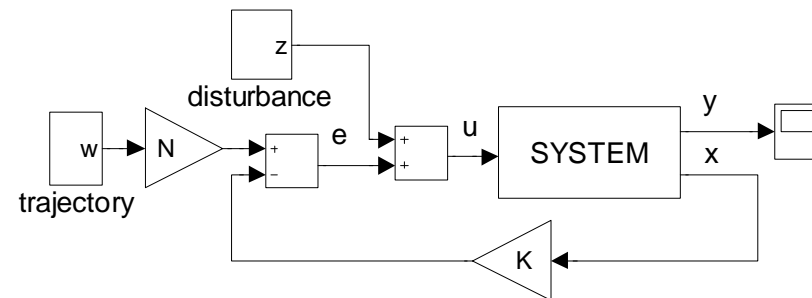 z
disturbance
w
trajectory
N
+
−
e
+
+
u
SYSTEM
y
x
K